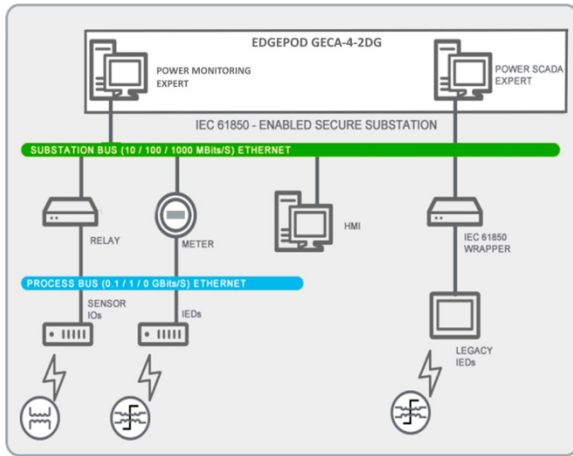 EDGEPOD GECA-4-2DG
POWER MONITORING
EXPERT
POWER SCADA
EXPERT
IEC 61850 - ENABLED SECURE SUBSTATION
SUBSTATION BUS (10 / 100 / 1000 MBits/S) ETHERNET
RELAY
METER
HMI
IEC 61850
WRAPPER
PROCESS BUS (0.1 / 1 / 0 GBits/S) ETHERNET
SENSOR
IOs
IEDs
LEGACY
IEDs